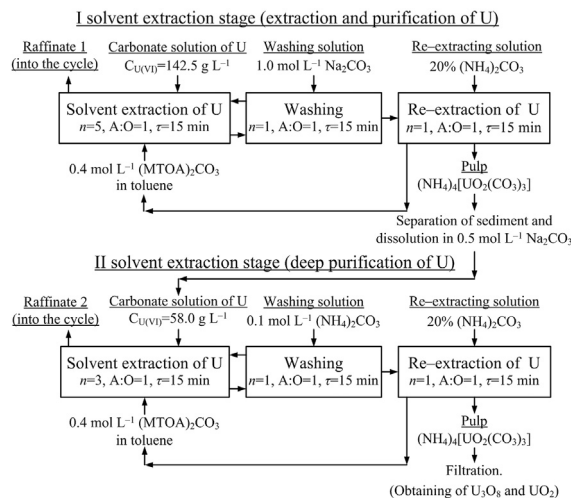 I solvent extraction stage (extraction and purification of U)
Raffinate 1
(into the cycle)
Carbonate solution of U
C_U(VI)=142.5 g L⁻¹
Washing solution
1.0 mol L⁻¹ Na₂CO₃
Re–extracting solution
20% (NH₄)₂CO₃
Solvent extraction of U
n=5, A:O=1, τ=15 min
Washing
n=1, A:O=1, τ=15 min
Re–extraction of U
n=1, A:O=1, τ=15 min
0.4 mol L⁻¹ (MTOA)₂CO₃
in toluene
Pulp
(NH₄)₄[UO₂(CO₃)₃]
Separation of sediment and
dissolution in 0.5 mol L⁻¹ Na₂CO₃
II solvent extraction stage (deep purification of U)
Raffinate 2
(into the cycle)
Carbonate solution of U
C_U(VI)=58.0 g L⁻¹
Washing solution
0.1 mol L⁻¹ (NH₄)₂CO₃
Re–extracting solution
20% (NH₄)₂CO₃
Solvent extraction of U
n=3, A:O=1, τ=15 min
Washing
n=1, A:O=1, τ=15 min
Re-extraction of U
n=1, A:O=1, τ=15 min
0.4 mol L⁻¹ (MTOA)₂CO₃
in toluene
Pulp
(NH₄)₄[UO₂(CO₃)₃]
Filtration.
(Obtaining of U₃O₈ and UO₂)